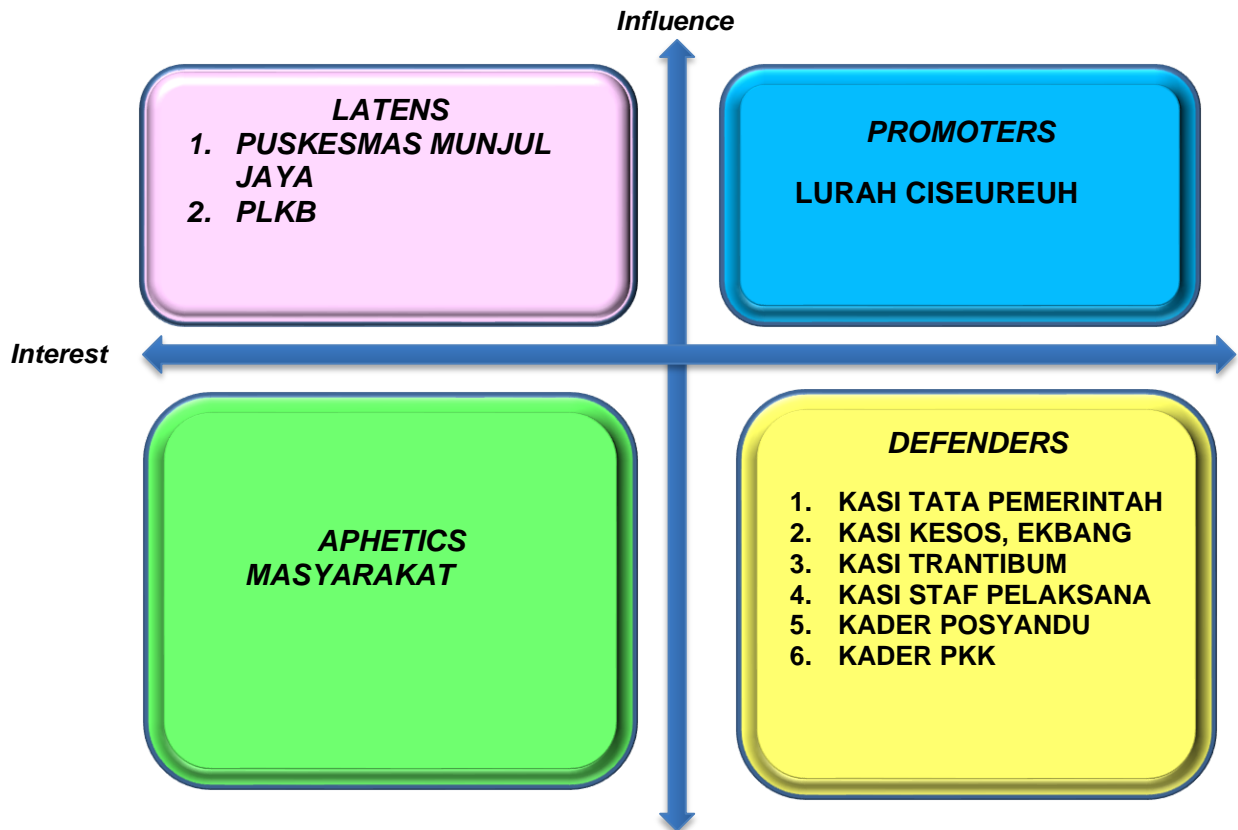 Influence
LATENS
1. PUSKESMAS MUNJUL
JAYA
2. PLKB
PROMOTERS
LURAH CISEUREUH
Interest
APHETICS
MASYARAKAT
DEFENDERS
1. KASI TATA PEMERINTAH
2. KASI KESOS, EKBANG
3. KASI TRANTIBUM
4. KASI STAF PELAKSANA
5. KADER POSYANDU
6. KADER PKK